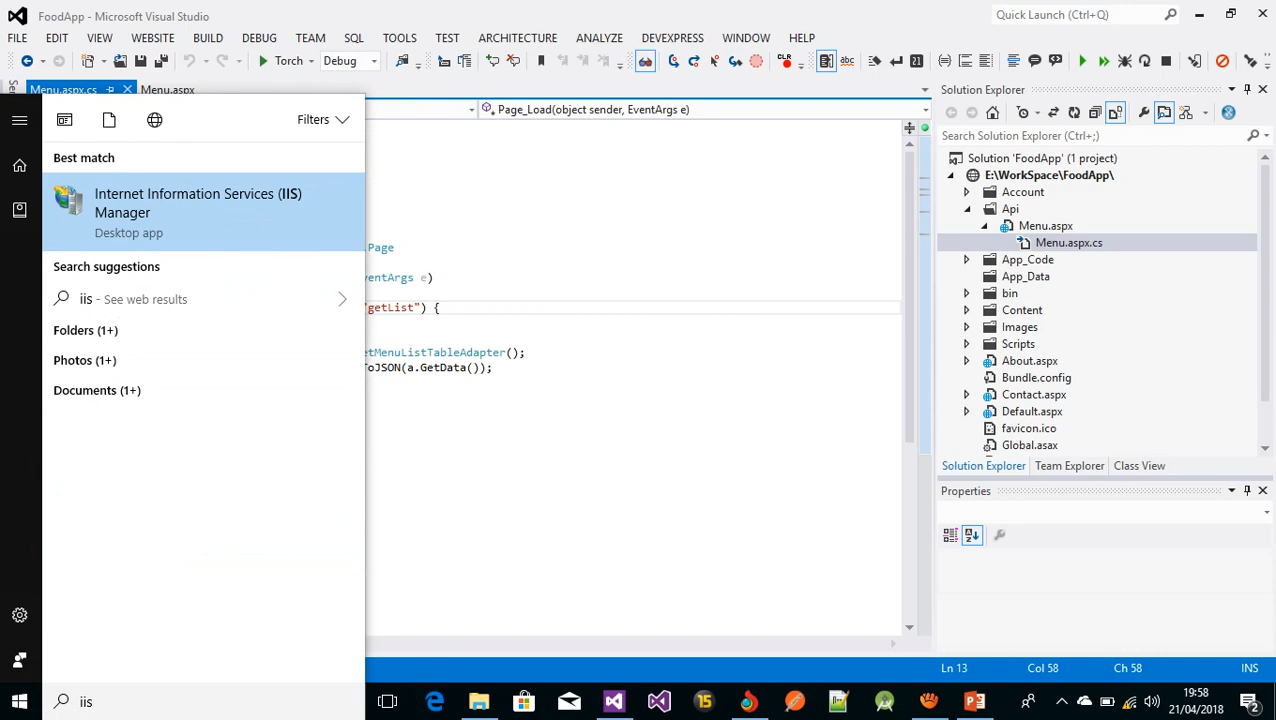 FoodApp - Microsoft Visual Studio
Quick Launch (Ctrl+Q)
FILE EDIT VIEW WEBSITE BUILD DEBUG TEAM SQL TOOLS TEST ARCHITECTURE ANALYZE DEVEXPRESS WINDOW HELP
Torch Debug
Menu.aspx.cs Menu.aspx
Page_Load(object sender, EventArgs e)
Filters
Best match
Internet Information Services (IIS)
Manager
Desktop app
Search suggestions
iis - See web results
Folders (1+)
Photos (1+)
Documents (1+)
iis
Page
ventArgs e)
"getList") {
etMenuListTableAdapter();
ToJSON(a.GetData());
Solution Explorer
Search Solution Explorer (Ctrl+;)
Solution 'FoodApp' (1 project)
E:\WorkSpace\FoodApp\
Account
Api
Menu.aspx
Menu.aspx.cs
App_Code
App_Data
bin
Content
Images
Scripts
About.aspx
Bundle.config
Contact.aspx
Default.aspx
favicon.ico
Global.asax
Solution Explorer Team Explorer Class View
Properties
Ln 13 Col 58 Ch 58 INS
19:58
21/04/2018
2